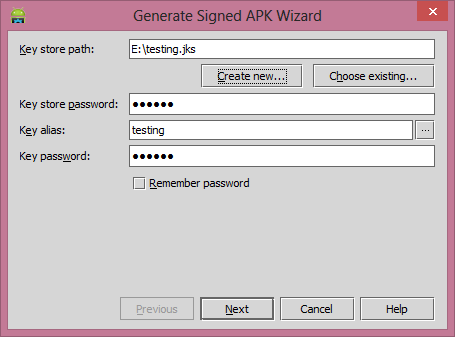 Generate Signed APK Wizard
Key store path: E:\testing.jks
Create new... Choose existing...
Key store password: ●●●●●●
Key alias: testing ...
Key password: ●●●●●●
Remember password
Previous Next Cancel Help